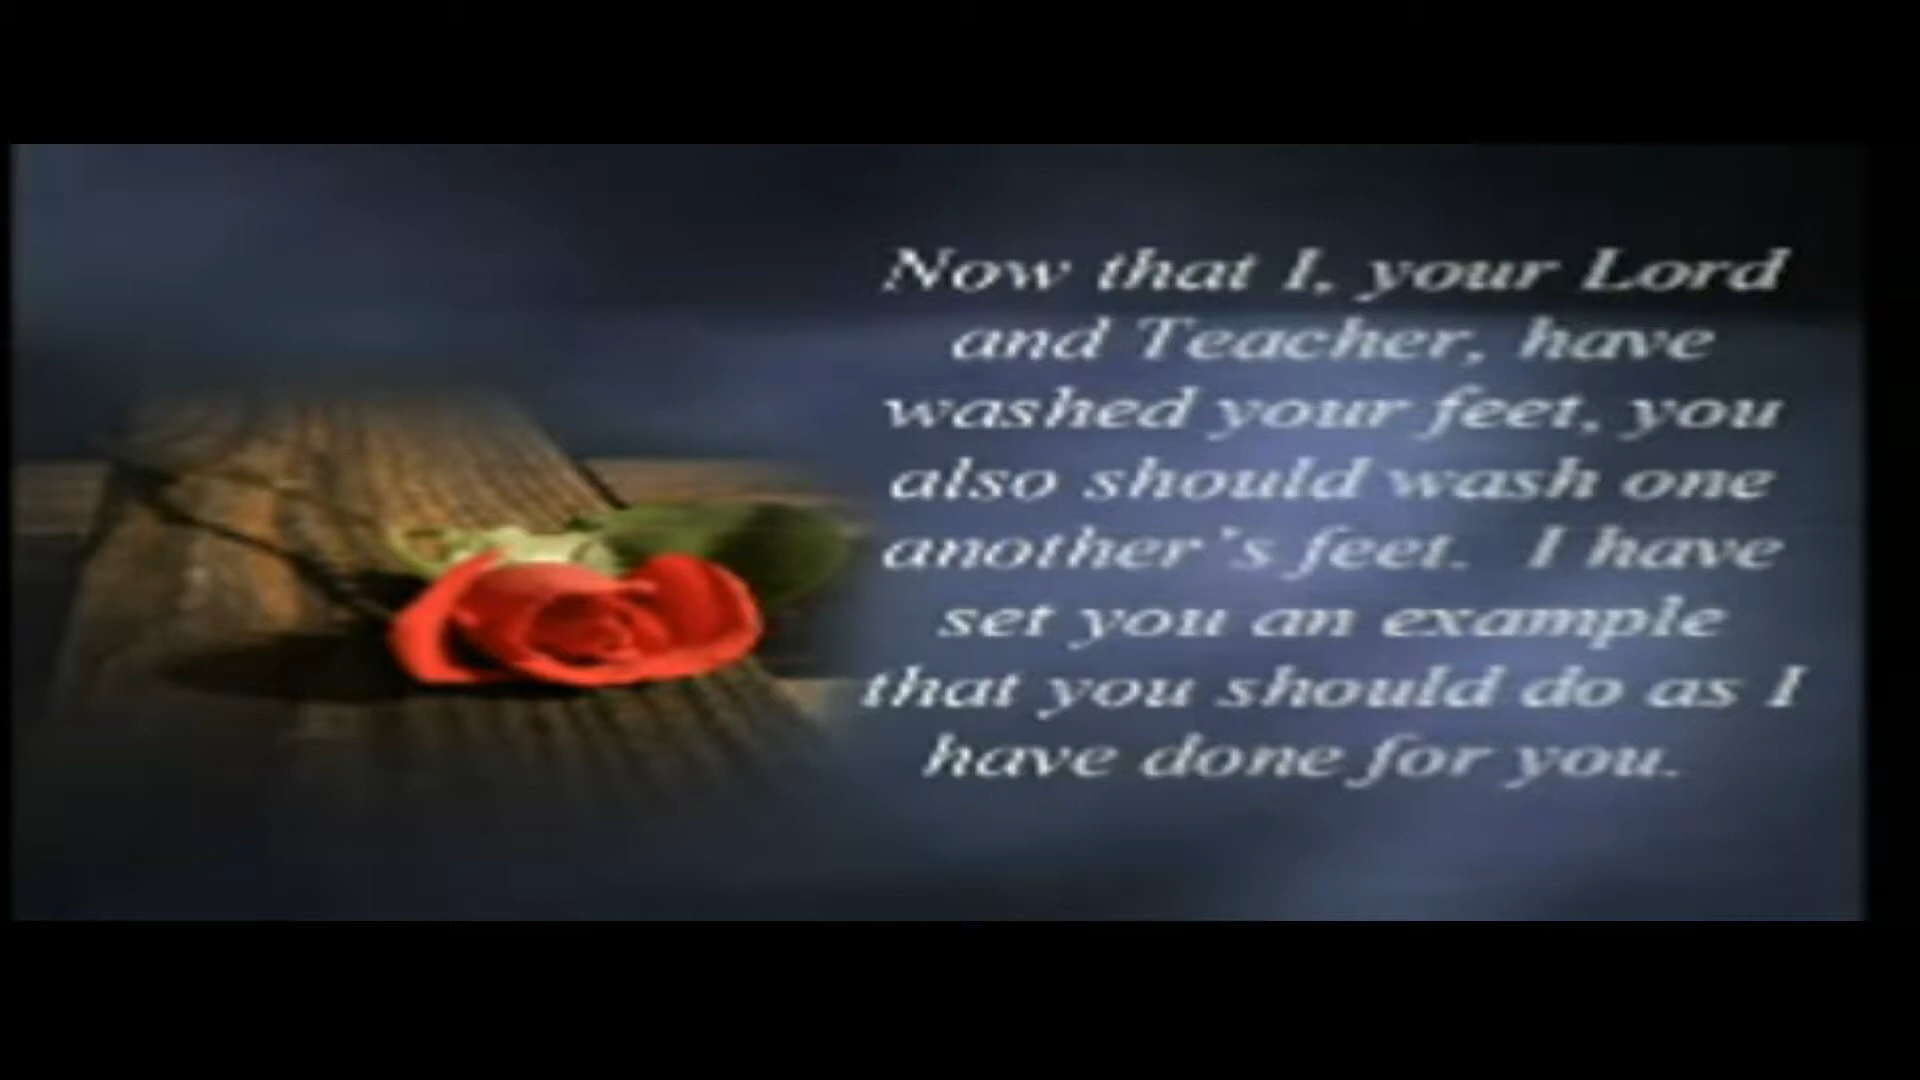 Now that I, your Lord
and Teacher, have
washed your feet, you
also should wash one
another's feet. I have
set you an example
that you should do as I
have done for you.